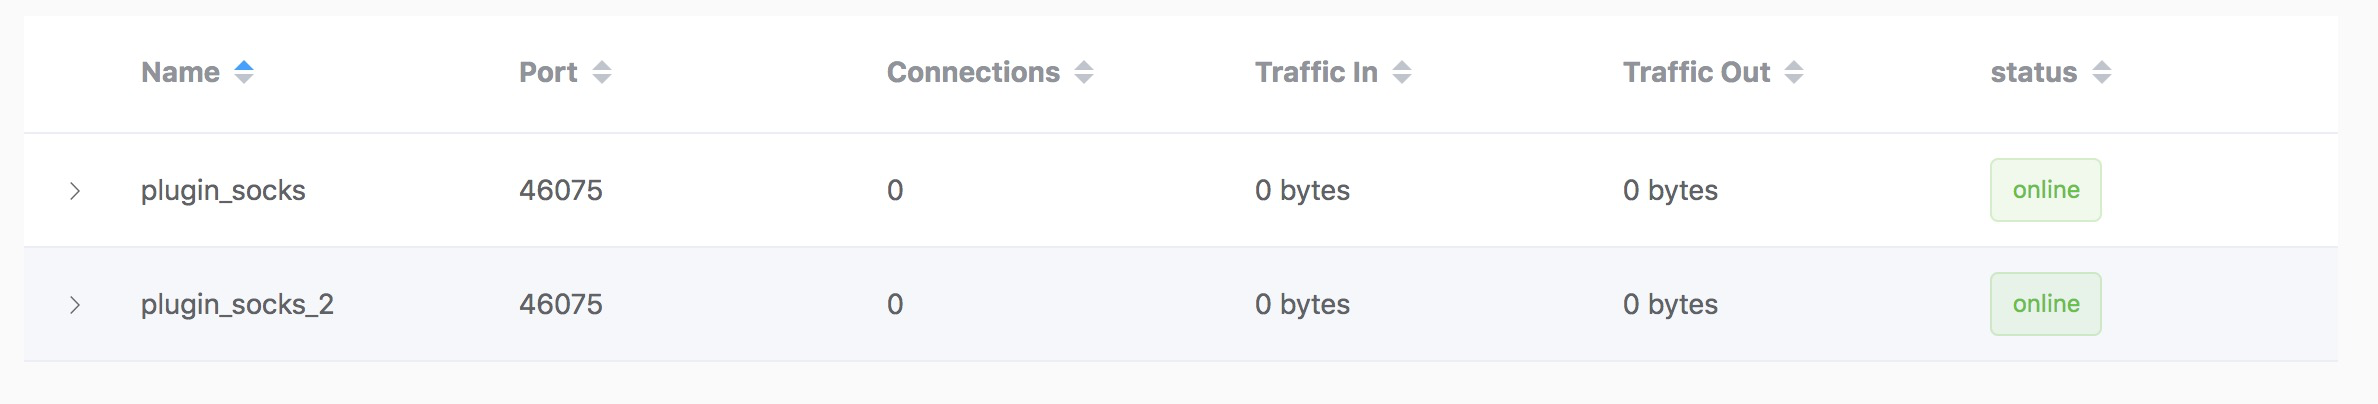 Name Port Connections Traffic In Traffic Out status
plugin_socks 46075 0 0 bytes 0 bytes online
plugin_socks_2 46075 0 0 bytes 0 bytes online